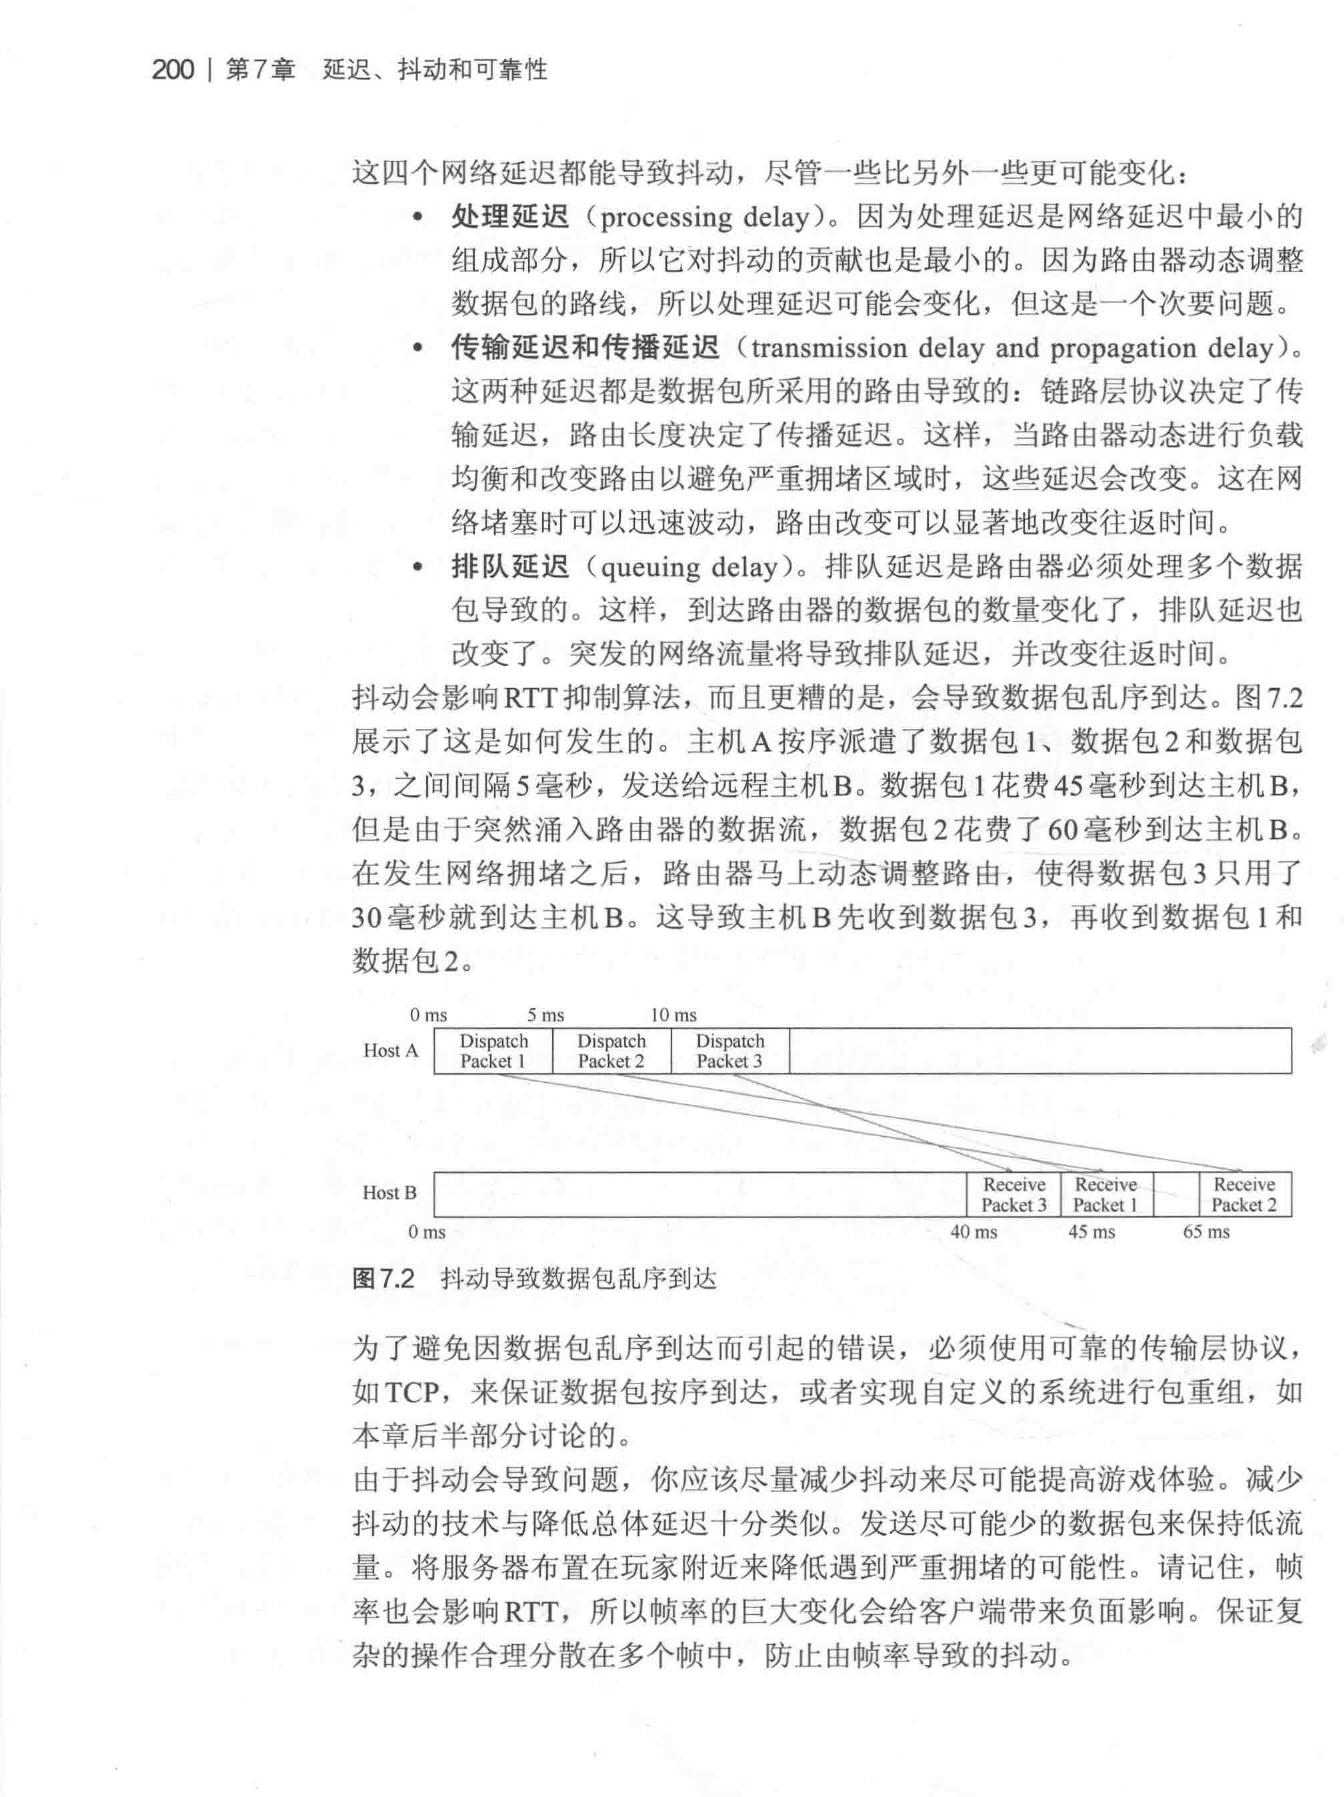 200 | 第7章 延迟、抖动和可靠性
这四个网络延迟都能导致抖动，尽管一些比另外一些更可能变化：
• 处理延迟（processing delay）。因为处理延迟是网络延迟中最小的
组成部分，所以它对抖动的贡献也是最小的。因为路由器动态调整
数据包的路线，所以处理延迟可能会变化，但这是一个次要问题。
• 传输延迟和传播延迟（transmission delay and propagation delay）。
这两种延迟都是数据包所采用的路由导致的：链路层协议决定了传
输延迟，路由长度决定了传播延迟。这样，当路由器动态进行负载
均衡和改变路由以避免严重拥堵区域时，这些延迟会改变。这在网
络堵塞时可以迅速波动，路由改变可以显著地改变往返时间。
• 排队延迟（queuing delay）。排队延迟是路由器必须处理多个数据
包导致的。这样，到达路由器的数据包的数量变化了，排队延迟也
改变了。突发的网络流量将导致排队延迟，并改变往返时间。
抖动会影响RTT抑制算法，而且更糟的是，会导致数据包乱序到达。图7.2
展示了这是如何发生的。主机A按序派遣了数据包1、数据包2和数据包
3，之间间隔5毫秒，发送给远程主机B。数据包1花费45毫秒到达主机B，
但是由于突然涌入路由器的数据流，数据包2花费了60毫秒到达主机B。
在发生网络拥堵之后，路由器马上动态调整路由，使得数据包3只用了
30毫秒就到达主机B。这导致主机B先收到数据包3，再收到数据包1和
数据包2。
0 ms 5 ms 10 ms
Host A Dispatch Packet 1 Dispatch Packet 2 Dispatch Packet 3
Host B Receive Packet 3 Receive Packet 1 Receive Packet 2
0 ms 40 ms 45 ms 65 ms
图7.2 抖动导致数据包乱序到达
为了避免因数据包乱序到达而引起的错误，必须使用可靠的传输层协议，
如TCP，来保证数据包按序到达，或者实现自定义的系统进行包重组，如
本章后半部分讨论的。
由于抖动会导致问题，你应该尽量减少抖动来尽可能提高游戏体验。减少
抖动的技术与降低总体延迟十分类似。发送尽可能少的数据包来保持低流
量。将服务器布置在玩家附近来降低遇到严重拥堵的可能性。请记住，帧
率也会影响RTT，所以帧率的巨大变化会给客户端带来负面影响。保证复
杂的操作合理分散在多个帧中，防止由帧率导致的抖动。